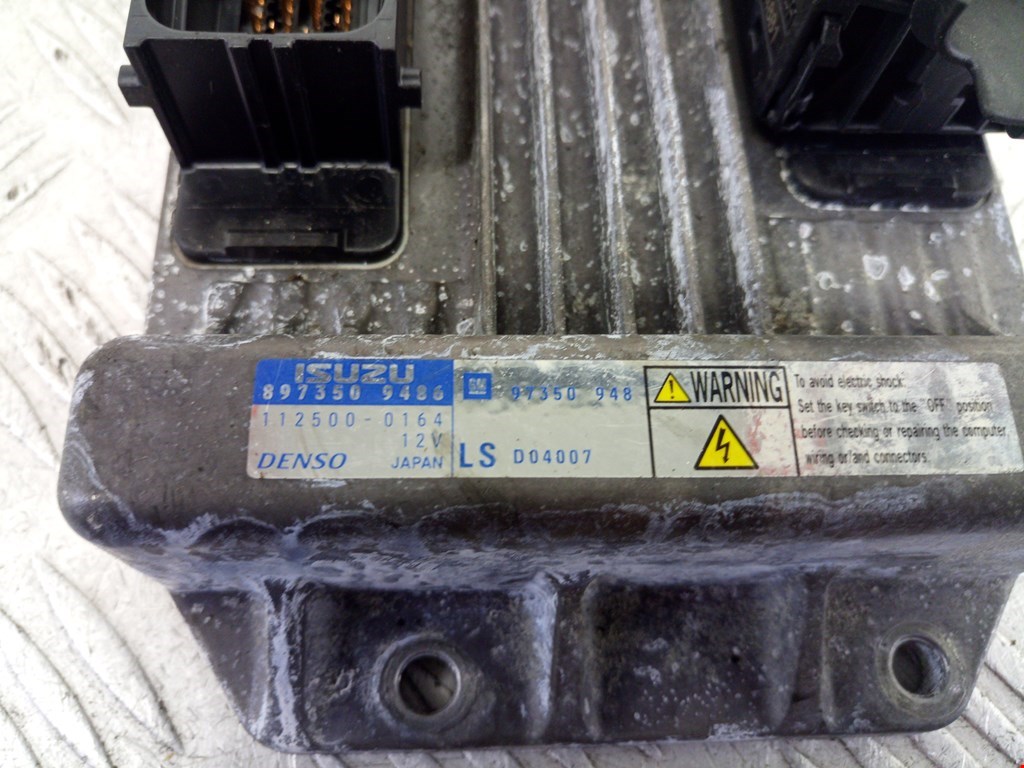 ISUZU
897350 9486
112500-0164
12V
DENSO JAPAN
GM 97350 948
LS D04007
WARNING
To avoid electric shock:
Set the key switch to the "OFF" position
before checking or repairing the computer,
wiring or/and connectors.